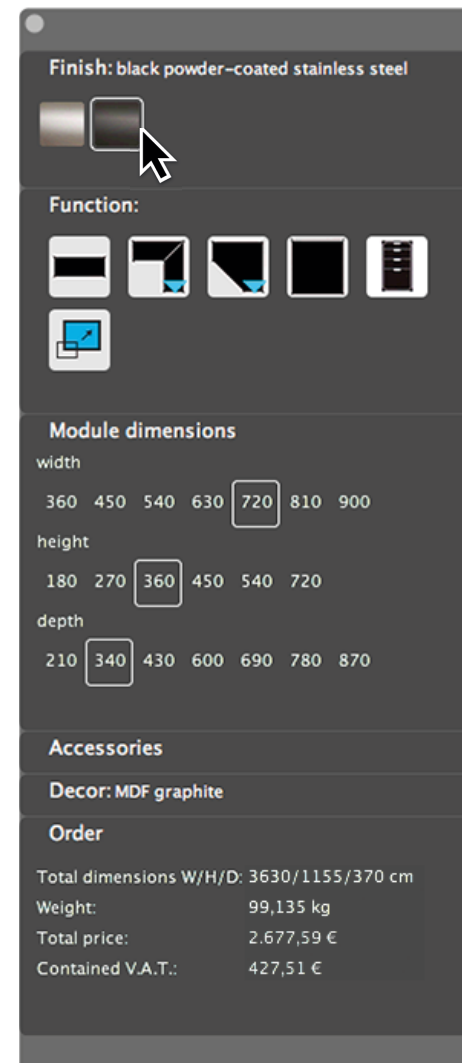 Finish: black powder-coated stainless steel
Function:
Module dimensions
width
360 450 540 630 720 810 900
height
180 270 360 450 540 720
depth
210 340 430 600 690 780 870
Accessories
Decor: MDF graphite
Order
Total dimensions W/H/D: 3630/1155/370 cm
Weight: 99,135 kg
Total price: 2.677,59 €
Contained V.A.T.: 427,51 €